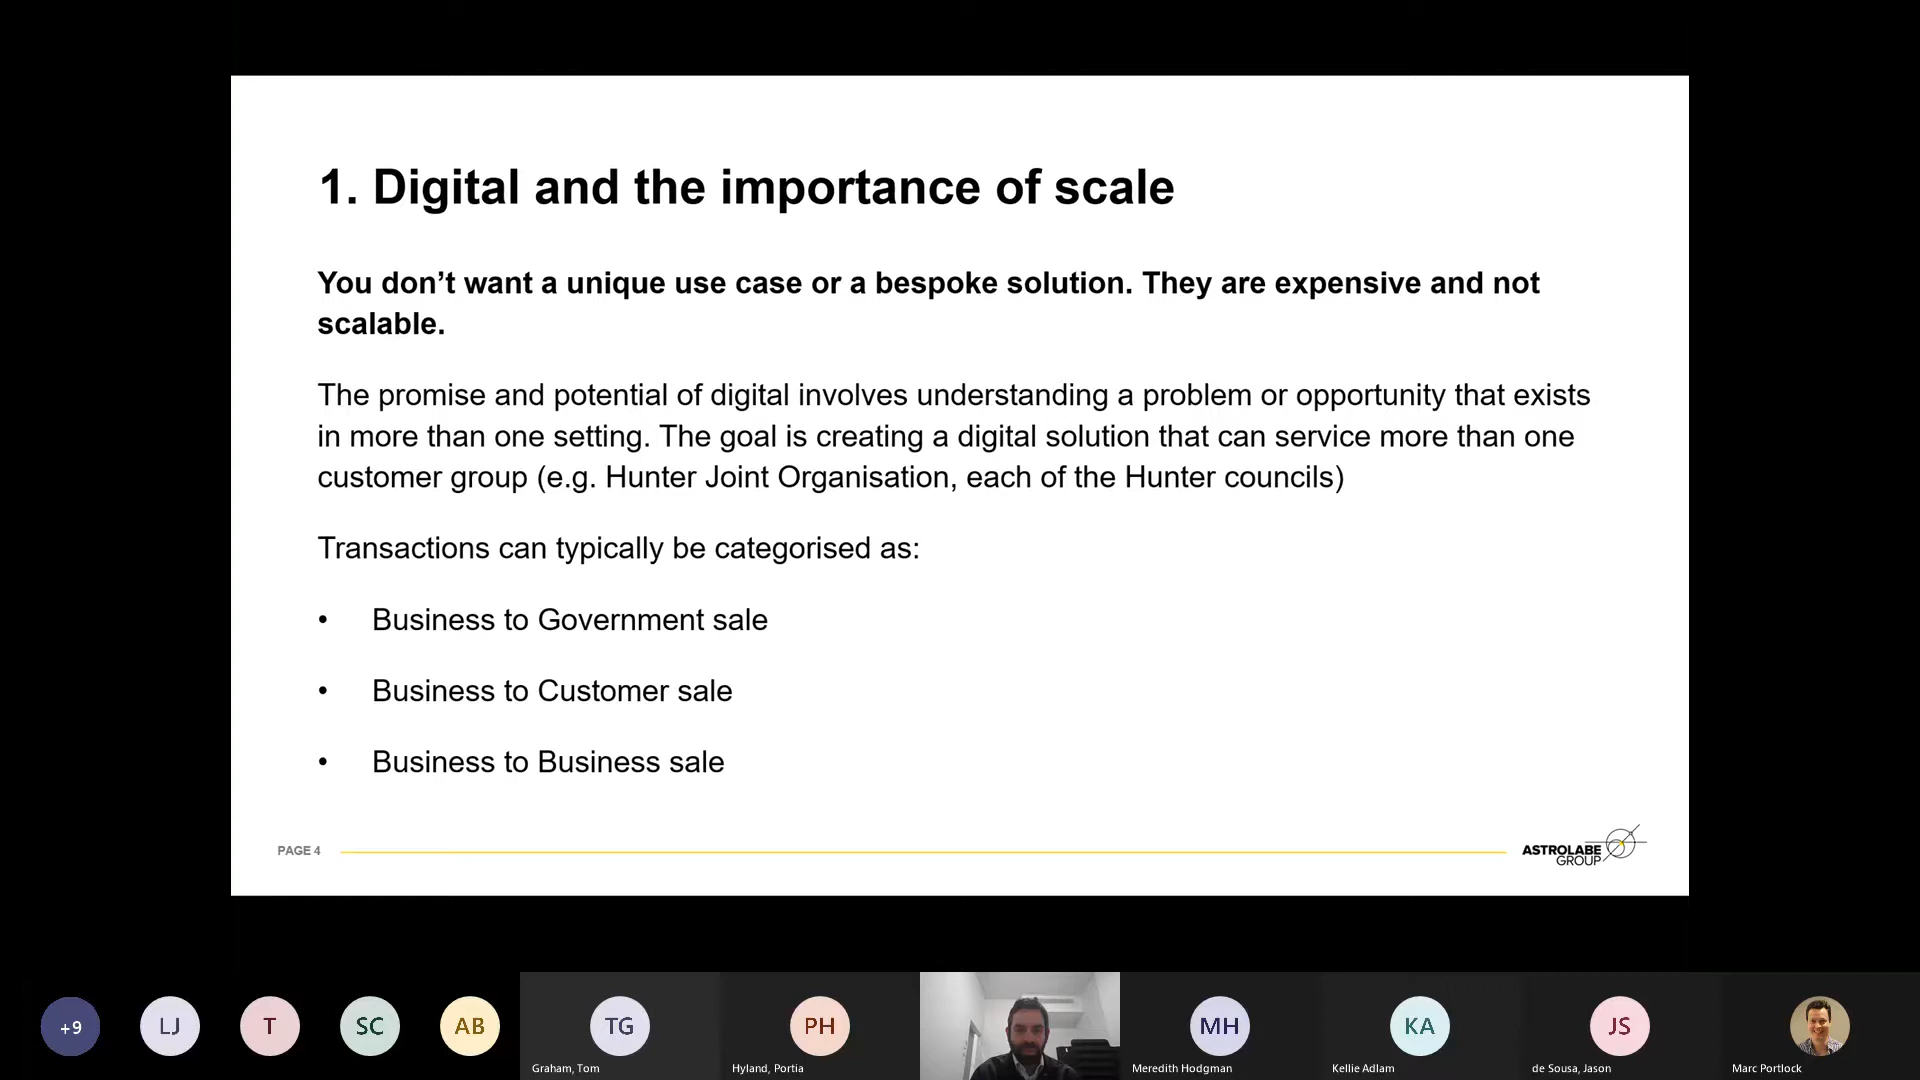 1. Digital and the importance of scale
You don’t want a unique use case or a bespoke solution. They are expensive and not
scalable.
The promise and potential of digital involves understanding a problem or opportunity that exists
in more than one setting. The goal is creating a digital solution that can service more than one
customer group (e.g. Hunter Joint Organisation, each of the Hunter councils)
Transactions can typically be categorised as:
• Business to Government sale
• Business to Customer sale
• Business to Business sale
PAGE 4
ASTROLABE
GROUP
+9
LJ
T
SC
AB
TG
Graham, Tom
PH
Hyland, Portia
MH
Meredith Hodgman
KA
Kellie Adlam
JS
de Sousa, Jason
Marc Portlock